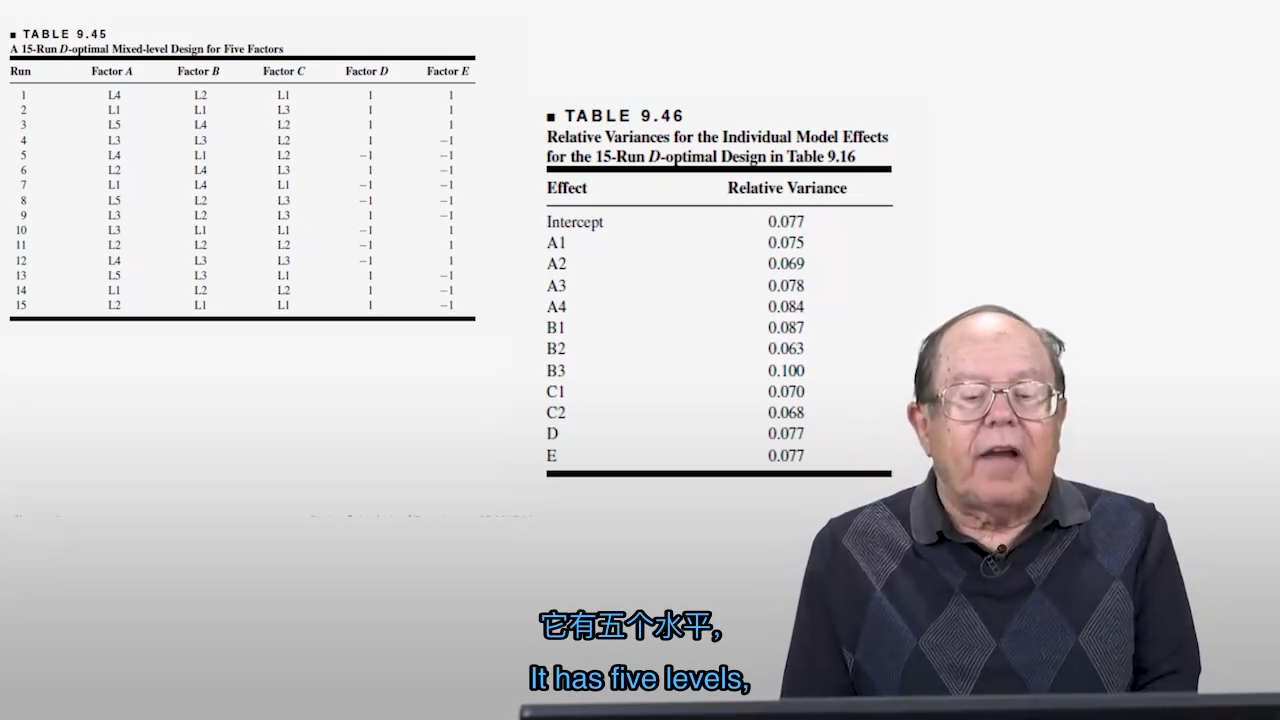 ■ TABLE 9.45
A 15-Run D-optimal Mixed-level Design for Five Factors
Run Factor A Factor B Factor C Factor D Factor E
1 L4 L2 L1 1 1
2 L1 L1 L3 1 1
3 L5 L4 L2 1 1
4 L3 L3 L2 1 −1
5 L4 L1 L2 −1 −1
6 L2 L4 L3 1 −1
7 L1 L4 L1 −1 −1
8 L5 L2 L3 −1 −1
9 L3 L2 L3 1 −1
10 L3 L1 L1 −1 1
11 L2 L2 L2 −1 1
12 L4 L3 L3 −1 1
13 L5 L3 L1 1 −1
14 L1 L2 L2 1 −1
15 L2 L1 L1 1 −1
■ TABLE 9.46
Relative Variances for the Individual Model Effects
for the 15-Run D-optimal Design in Table 9.16
Effect Relative Variance
Intercept 0.077
A1 0.075
A2 0.069
A3 0.078
A4 0.084
B1 0.087
B2 0.063
B3 0.100
C1 0.070
C2 0.068
D 0.077
E 0.077
它有五个水平,
It has five levels,